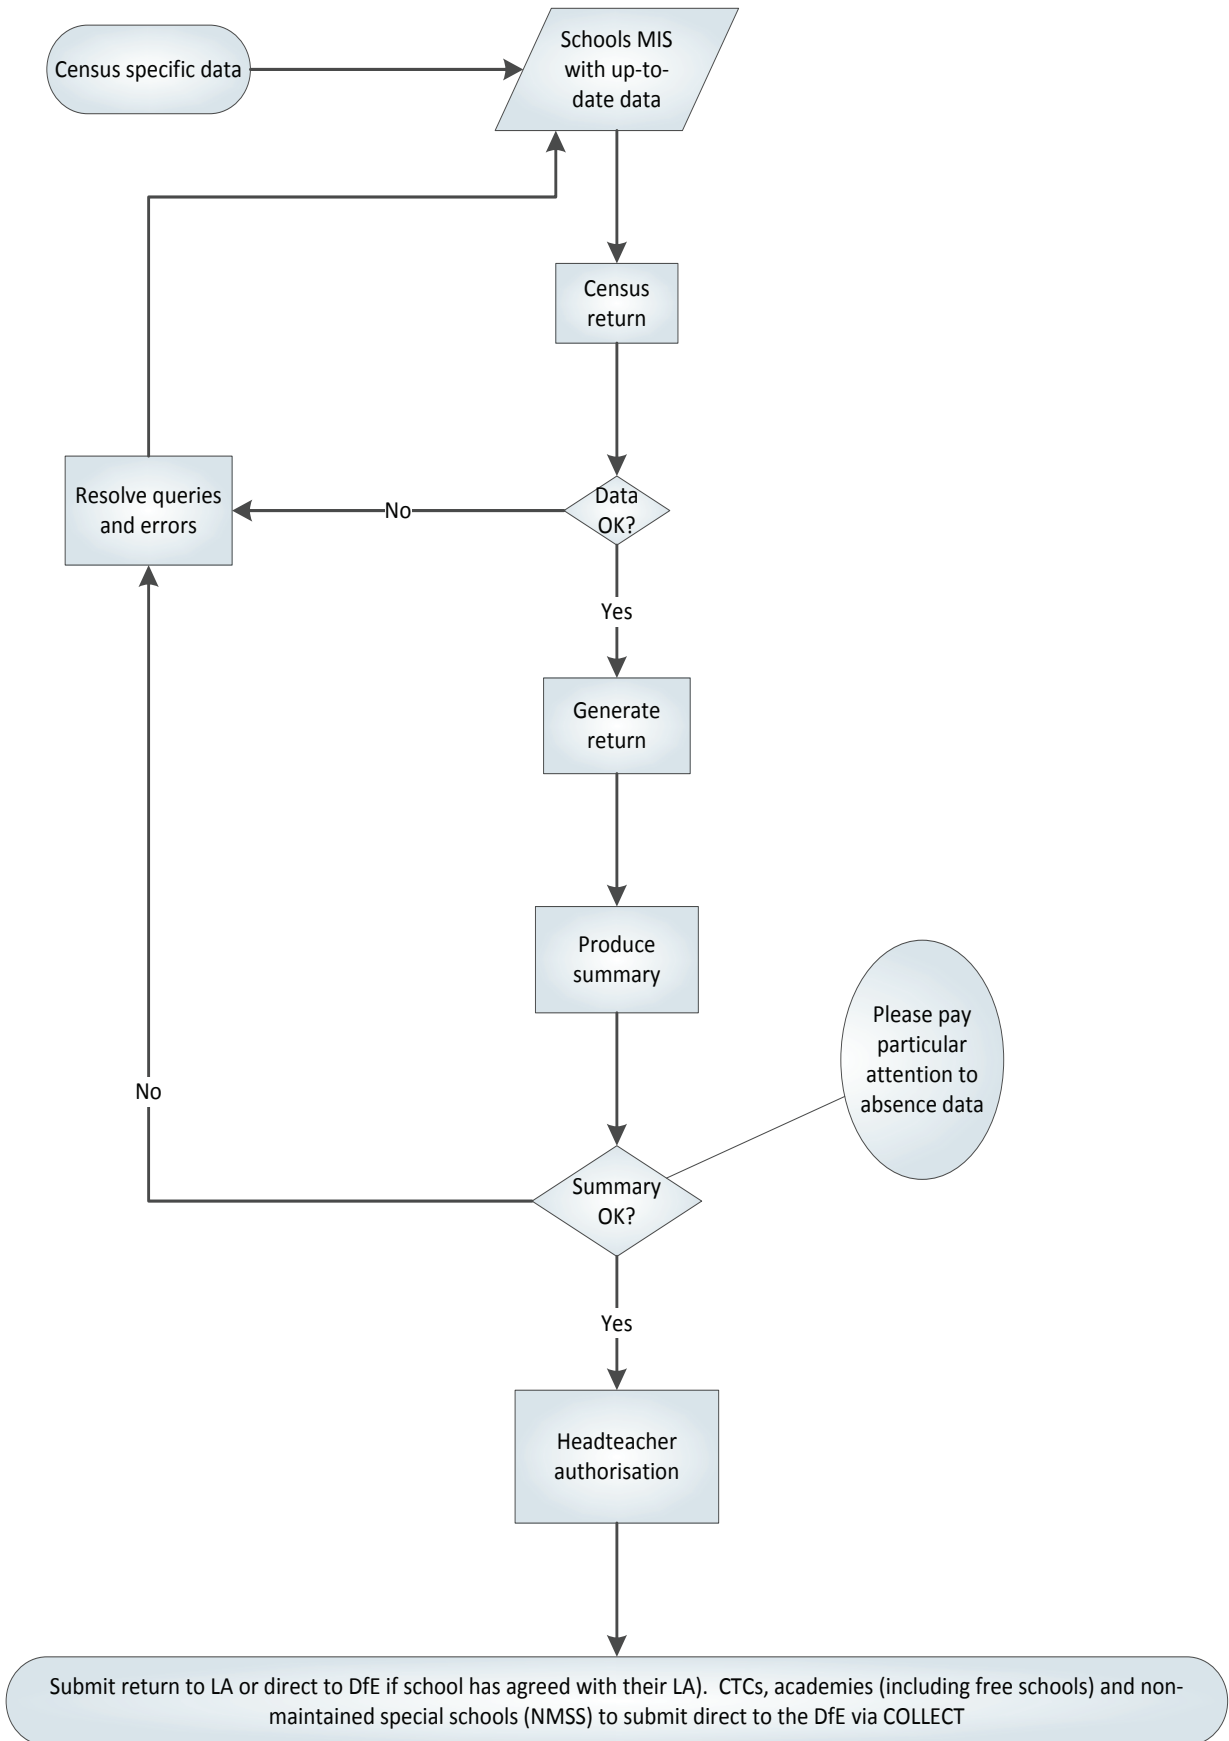 Census specific data
Schools MIS
with up-to-
date data
Census
return
Resolve queries
and errors
No
Data
OK?
Yes
Generate
return
Produce
summary
Please pay
particular
attention to
absence data
No
Summary
OK?
Yes
Headteacher
authorisation
Submit return to LA or direct to DfE if school has agreed with their LA).  CTCs, academies (including free schools) and non-
maintained special schools (NMSS) to submit direct to the DfE via COLLECT